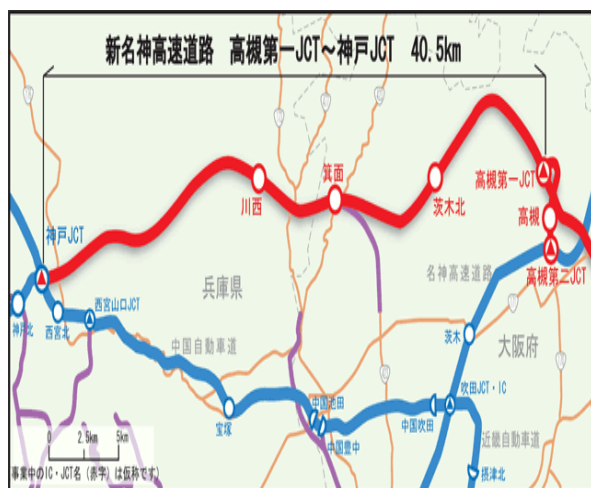 新名神高速道路 高槻第一JCT～神戸JCT 40.5km
高槻第一JCT
箕面
川西
茨木北
高槻
神戸JCT
高槻第二JCT
名神高速道路
兵庫県
神戸北
西宮北
西宮山口JCT
中国自動車道
茨木
大阪府
宝塚
中国池田
中国豊中
中国吹田
吹田JCT・IC
近畿自動車道
摂津北
0 2.5km 5km
事業中のIC・JCT名（赤字）は仮称です）